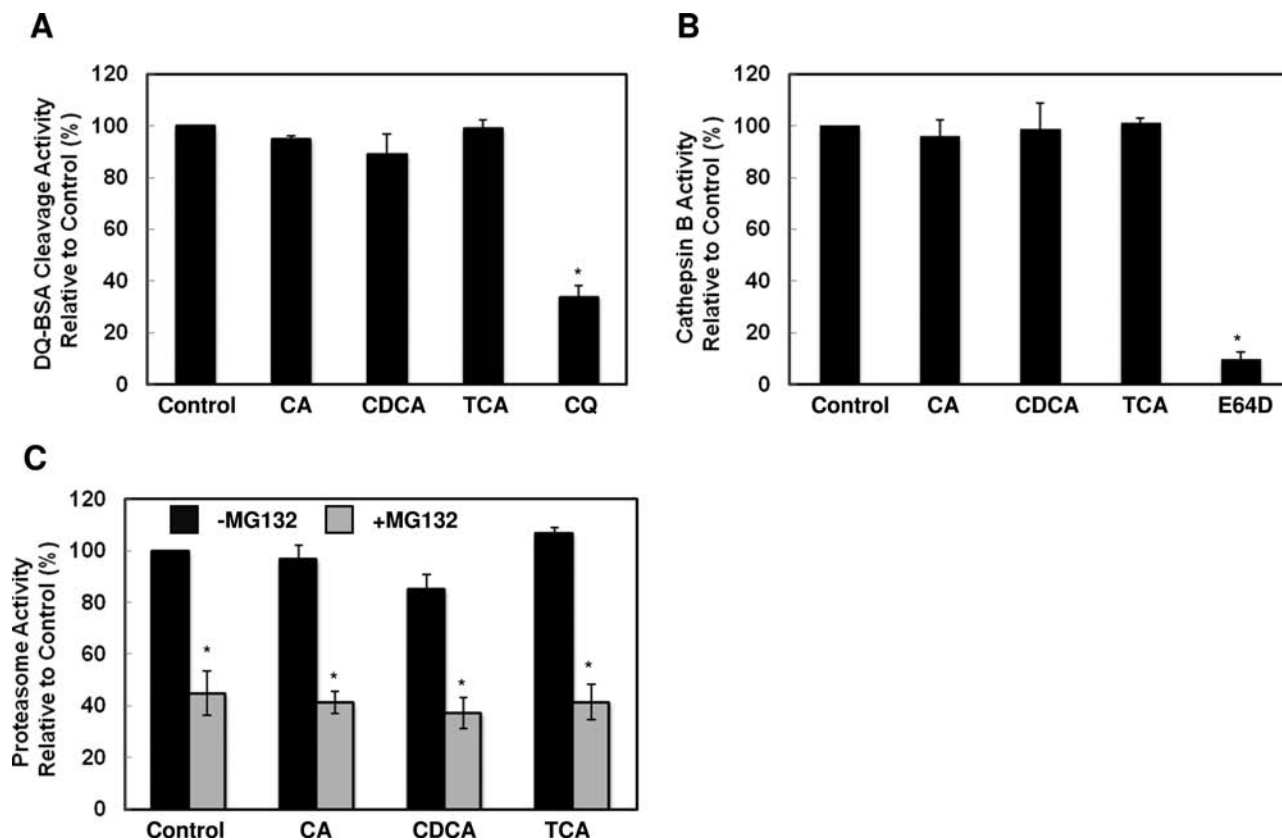 A
DQ-BSA Cleavage Activity
Relative to Control (%)
120
100
80
60
40
20
0
*
Control CA CDCA TCA CQ
B
Cathepsin B Activity
Relative to Control (%)
120
100
80
60
40
20
0
*
Control CA CDCA TCA E64D
C
Proteasome Activity
Relative to Control (%)
120
100
80
60
40
20
0
-MG132 +MG132
* * * *
Control CA CDCA TCA